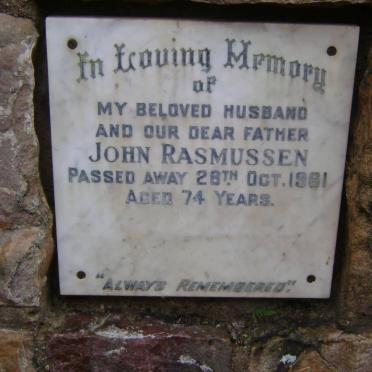 In Loving Memory
OF
MY BELOVED HUSBAND
AND OUR DEAR FATHER
JOHN RASMUSSEN
PASSED AWAY 28TH OCT. 1961
AGED 74 YEARS.
"ALWAYS REMEMBERED".